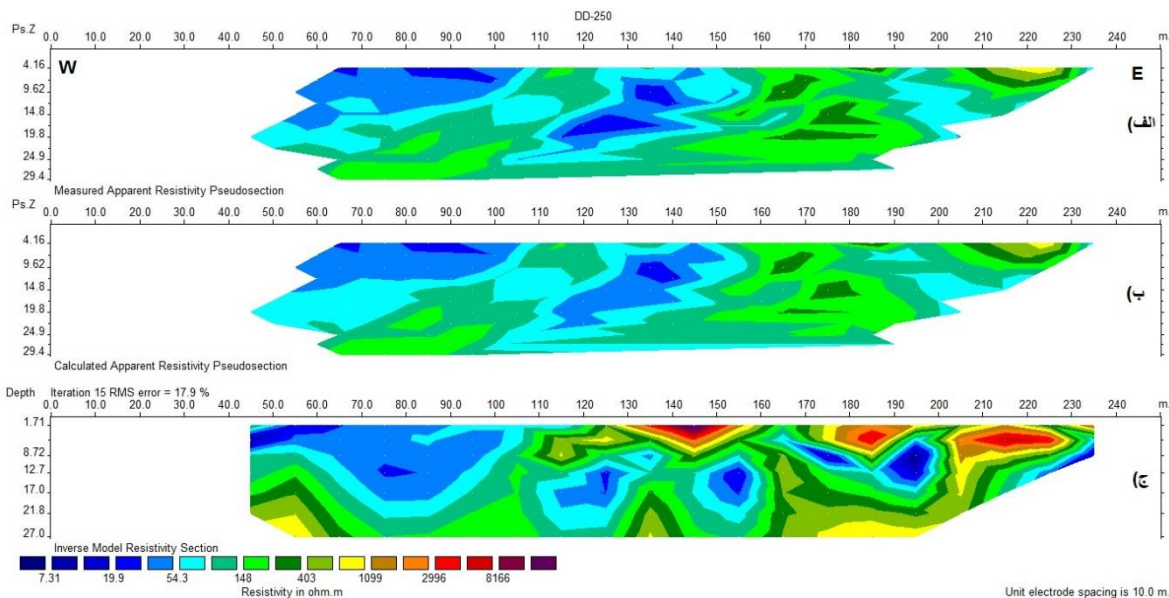 DD-250
Ps.Z 0.0 10.0 20.0 30.0 40.0 50.0 60.0 70.0 80.0 90.0 100 110 120 130 140 150 160 170 180 190 200 210 220 230 240 m.
W
E
4.16
9.62
14.8
الف)
19.8
24.9
29.4
Measured Apparent Resistivity Pseudosection
Ps.Z 0.0 10.0 20.0 30.0 40.0 50.0 60.0 70.0 80.0 90.0 100 110 120 130 140 150 160 170 180 190 200 210 220 230 240 m.
4.16
9.62
14.8
ب)
19.8
24.9
29.4
Calculated Apparent Resistivity Pseudosection
Depth Iteration 15 RMS error = 17.9 %
0.0 10.0 20.0 30.0 40.0 50.0 60.0 70.0 80.0 90.0 100 110 120 130 140 150 160 170 180 190 200 210 220 230 240 m.
1.71
8.72
12.7
17.0
ج)
21.8
27.0
Inverse Model Resistivity Section
7.31 19.9 54.3 148 403 1099 2996 8166
Resistivity in ohm.m
Unit electrode spacing is 10.0 m.